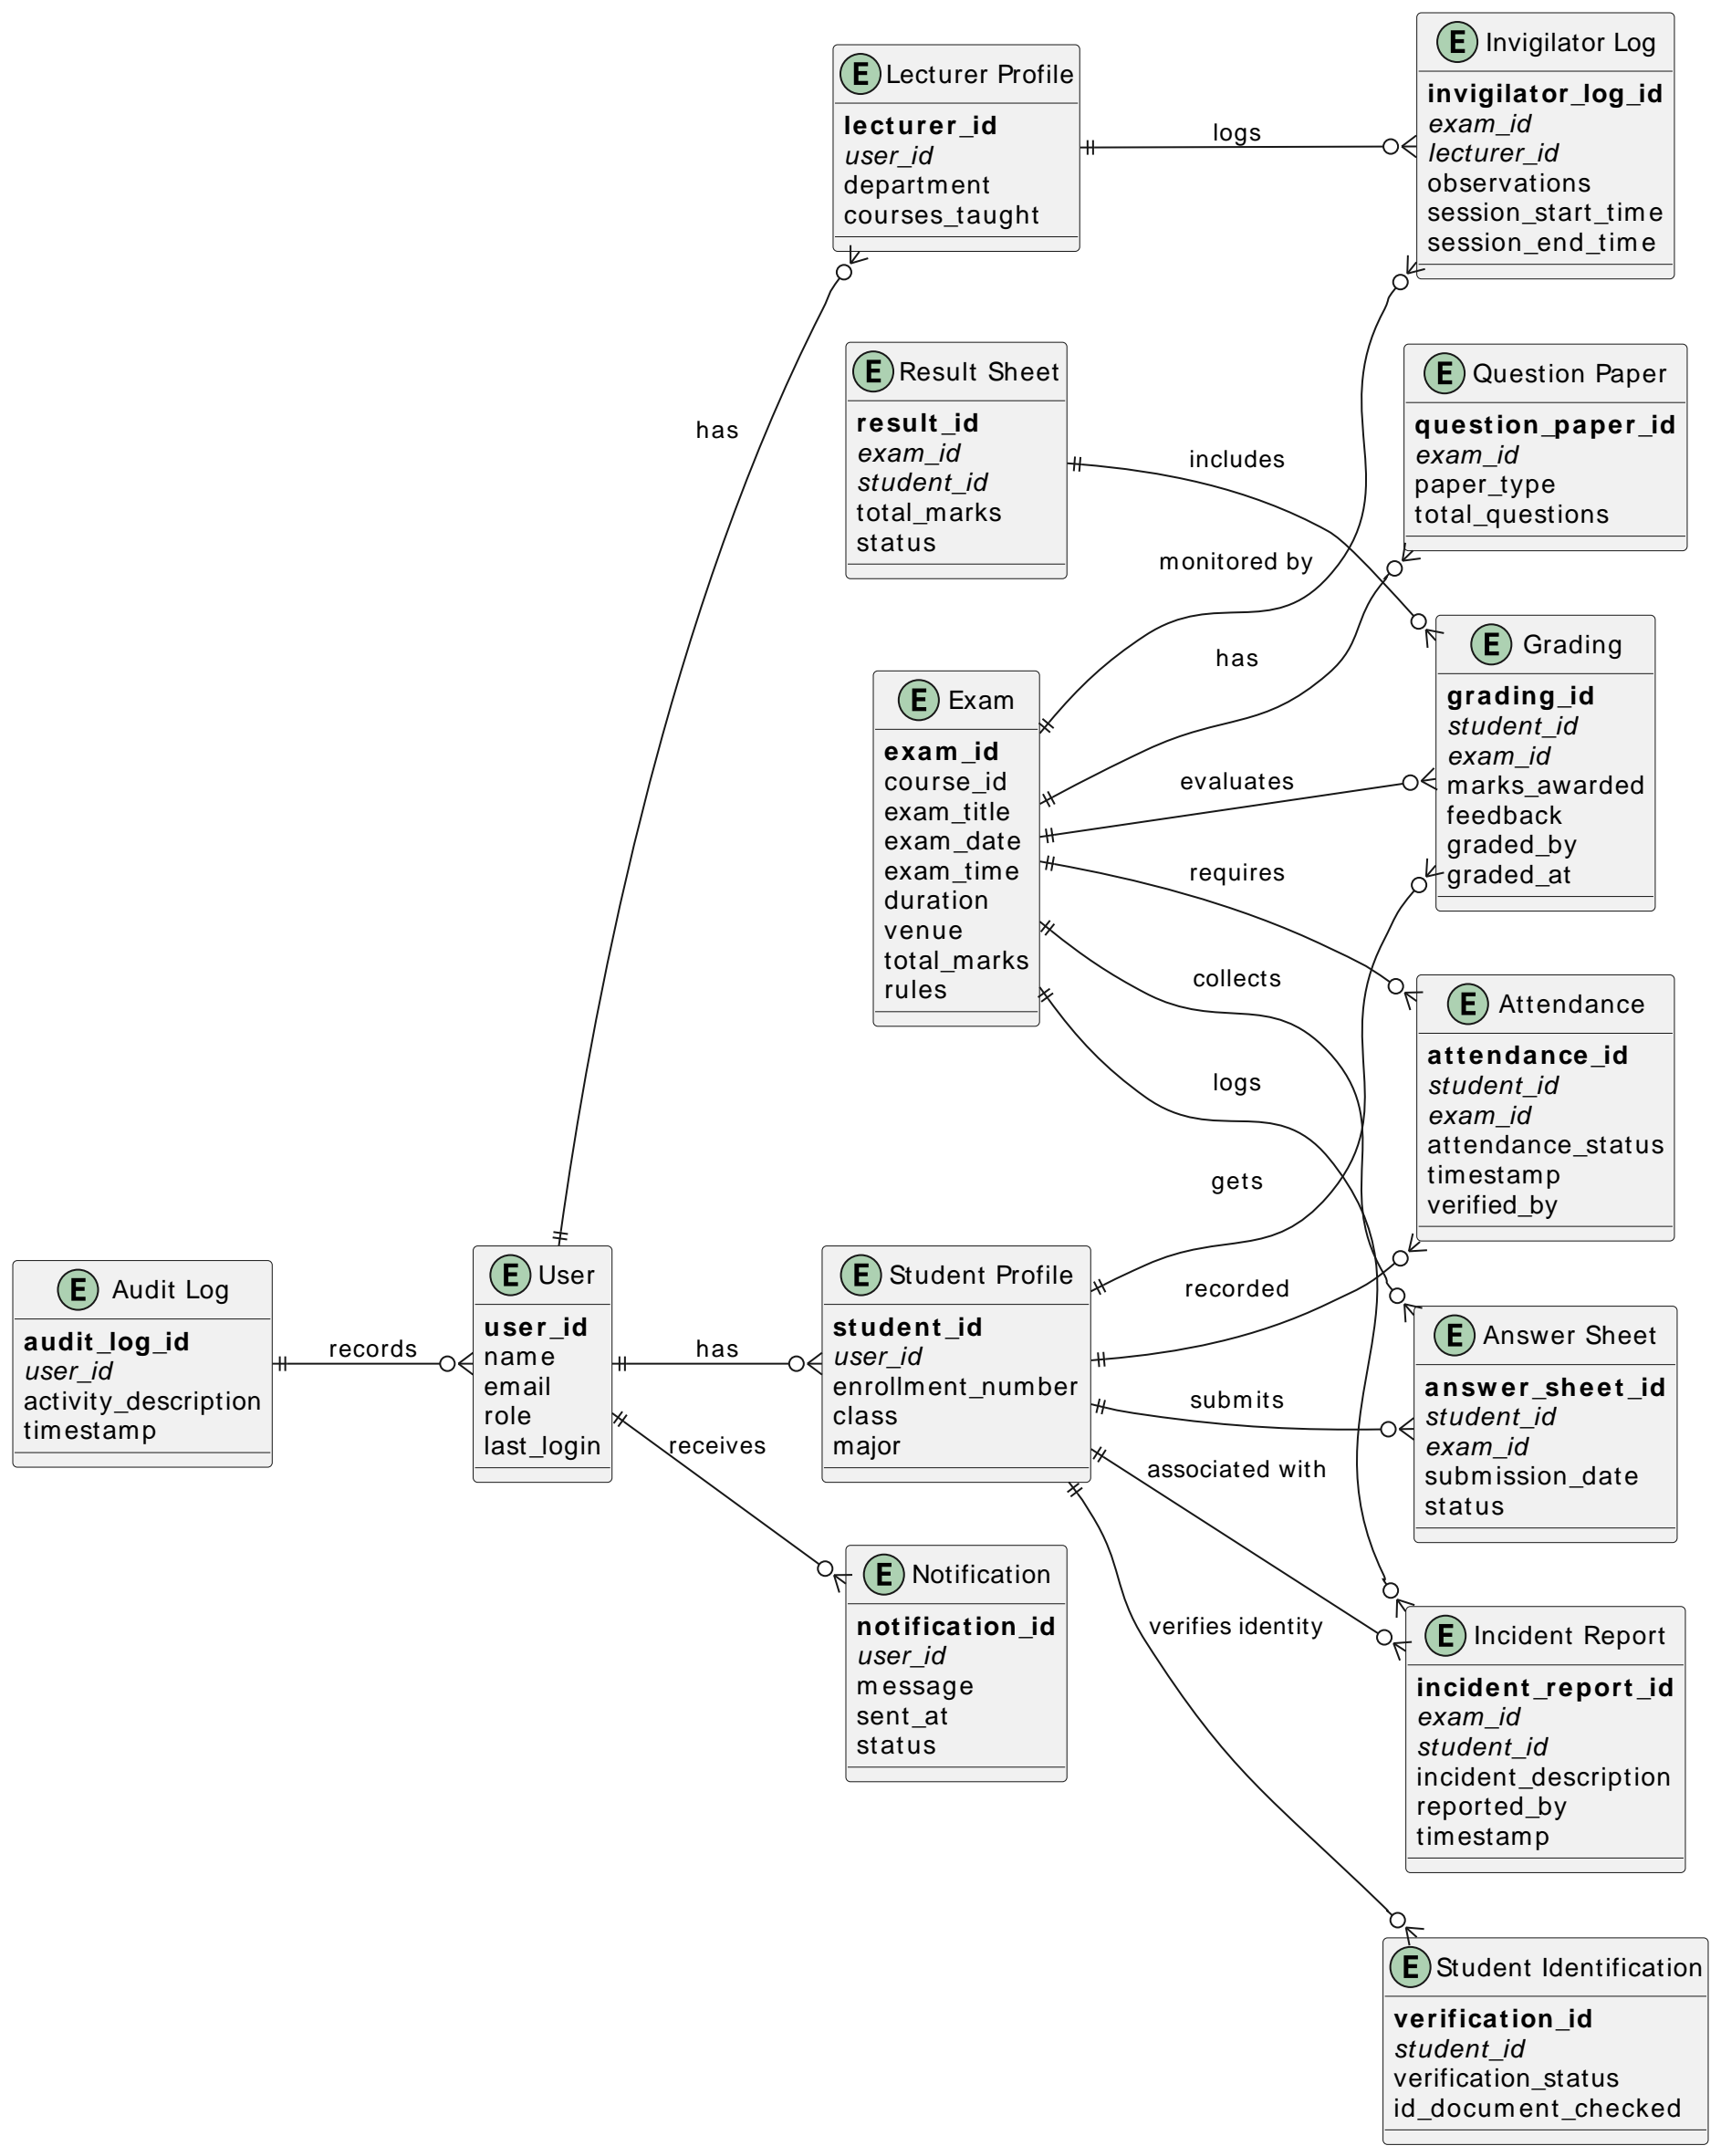 E Lecturer Profile
lecturer_id
user_id
department
courses_taught
logs
E Invigilator Log
invigilator_log_id
exam_id
lecturer_id
observations
session_start_time
session_end_time
has
E Result Sheet
result_id
exam_id
student_id
total_marks
status
includes
monitored by
has
E Question Paper
question_paper_id
exam_id
paper_type
total_questions
E Exam
exam_id
course_id
exam_title
exam_date
exam_time
duration
venue
total_marks
rules
evaluates
requires
collects
logs
E Grading
grading_id
student_id
exam_id
marks_awarded
feedback
graded_by
graded_at
E Attendance
attendance_id
student_id
exam_id
attendance_status
timestamp
verified_by
E Audit Log
audit_log_id
user_id
activity_description
timestamp
records
E User
user_id
name
email
role
last_login
has
receives
E Student Profile
student_id
user_id
enrollment_number
class
major
gets
recorded
submits
associated with
verifies identity
E Answer Sheet
answer_sheet_id
student_id
exam_id
submission_date
status
E Notification
notification_id
user_id
message
sent_at
status
E Incident Report
incident_report_id
exam_id
student_id
incident_description
reported_by
timestamp
E Student Identification
verification_id
student_id
verification_status
id_document_checked